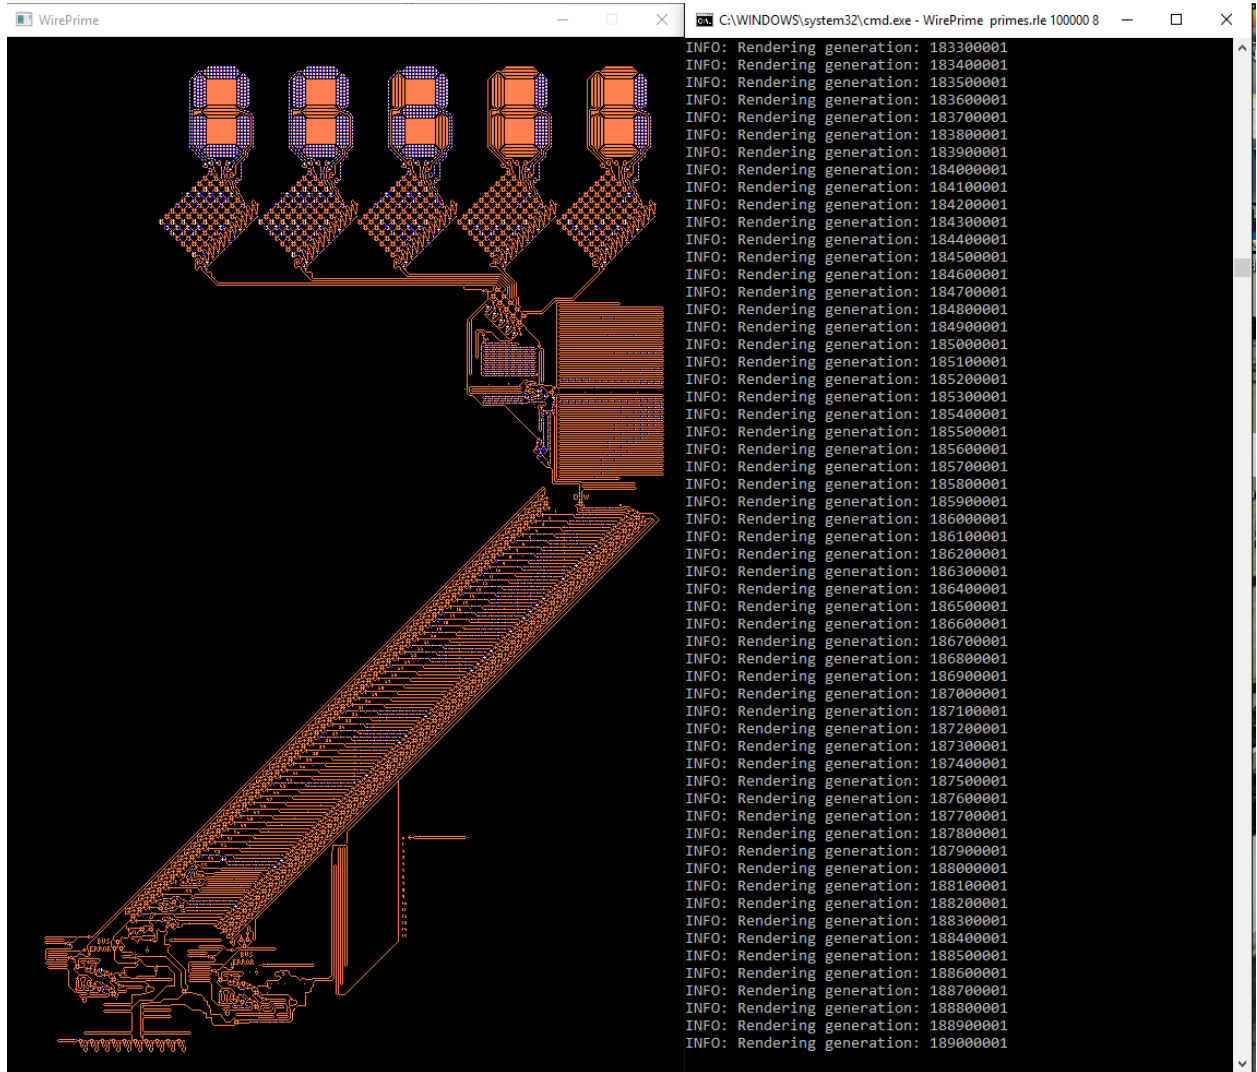 WirePrime
C:\WINDOWS\system32\cmd.exe - WirePrime primes.rle 100000 8
INFO: Rendering generation: 183300001
INFO: Rendering generation: 183400001
INFO: Rendering generation: 183500001
INFO: Rendering generation: 183600001
INFO: Rendering generation: 183700001
INFO: Rendering generation: 183800001
INFO: Rendering generation: 183900001
INFO: Rendering generation: 184000001
INFO: Rendering generation: 184100001
INFO: Rendering generation: 184200001
INFO: Rendering generation: 184300001
INFO: Rendering generation: 184400001
INFO: Rendering generation: 184500001
INFO: Rendering generation: 184600001
INFO: Rendering generation: 184700001
INFO: Rendering generation: 184800001
INFO: Rendering generation: 184900001
INFO: Rendering generation: 185000001
INFO: Rendering generation: 185100001
INFO: Rendering generation: 185200001
INFO: Rendering generation: 185300001
INFO: Rendering generation: 185400001
INFO: Rendering generation: 185500001
INFO: Rendering generation: 185600001
INFO: Rendering generation: 185700001
INFO: Rendering generation: 185800001
INFO: Rendering generation: 185900001
INFO: Rendering generation: 186000001
INFO: Rendering generation: 186100001
INFO: Rendering generation: 186200001
INFO: Rendering generation: 186300001
INFO: Rendering generation: 186400001
INFO: Rendering generation: 186500001
INFO: Rendering generation: 186600001
INFO: Rendering generation: 186700001
INFO: Rendering generation: 186800001
INFO: Rendering generation: 186900001
INFO: Rendering generation: 187000001
INFO: Rendering generation: 187100001
INFO: Rendering generation: 187200001
INFO: Rendering generation: 187300001
INFO: Rendering generation: 187400001
INFO: Rendering generation: 187500001
INFO: Rendering generation: 187600001
INFO: Rendering generation: 187700001
INFO: Rendering generation: 187800001
INFO: Rendering generation: 187900001
INFO: Rendering generation: 188000001
INFO: Rendering generation: 188100001
INFO: Rendering generation: 188200001
INFO: Rendering generation: 188300001
INFO: Rendering generation: 188400001
INFO: Rendering generation: 188500001
INFO: Rendering generation: 188600001
INFO: Rendering generation: 188700001
INFO: Rendering generation: 188800001
INFO: Rendering generation: 188900001
INFO: Rendering generation: 189000001
D W
BUS
ERROR
BUS
ERROR